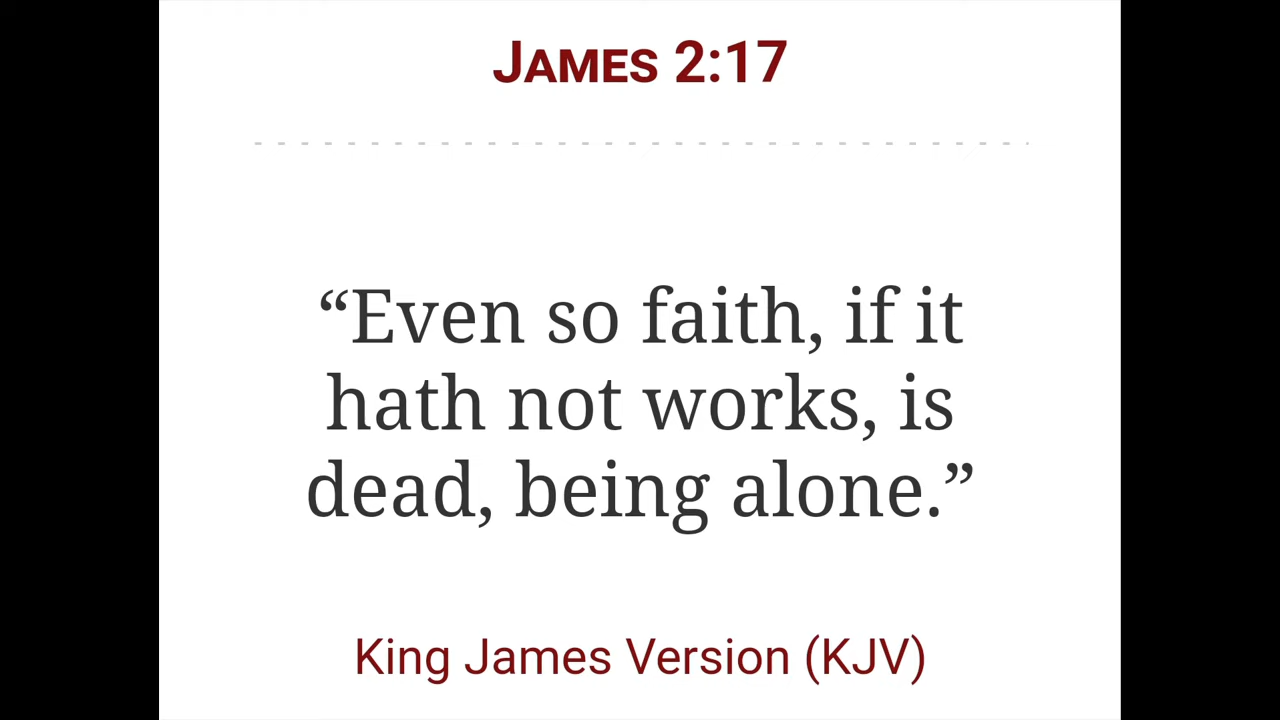 James 2:17
“Even so faith, if it
hath not works, is
dead, being alone.”
King James Version (KJV)